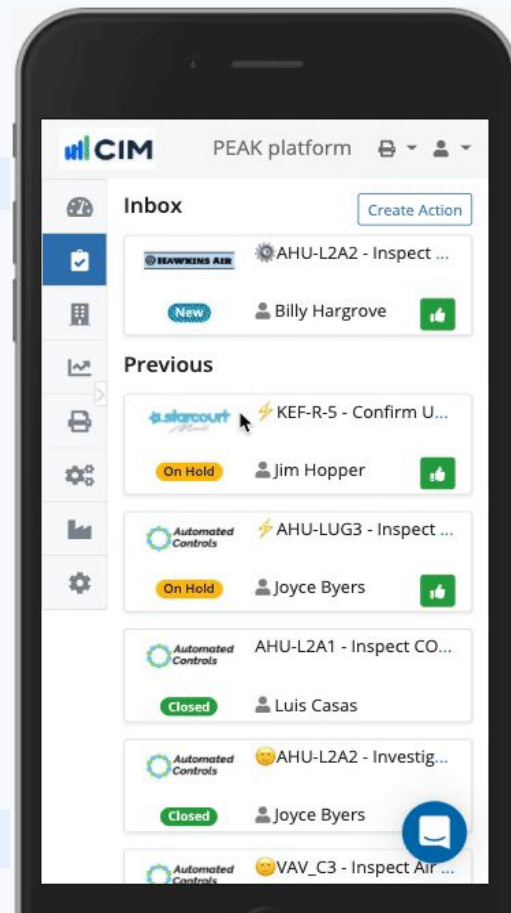 CIM
PEAK platform
Inbox
Create Action
HAWKINS AIR
AHU-L2A2 - Inspect ...
New
Billy Hargrove
Previous
starcourt
KEF-R-5 - Confirm U...
On Hold
Jim Hopper
Automated
Controls
AHU-LUG3 - Inspect ...
On Hold
Joyce Byers
Automated
Controls
AHU-L2A1 - Inspect CO...
Closed
Luis Casas
Automated
Controls
AHU-L2A2 - Investig...
Closed
Joyce Byers
Automated
Controls
VAV_C3 - Inspect Air ...